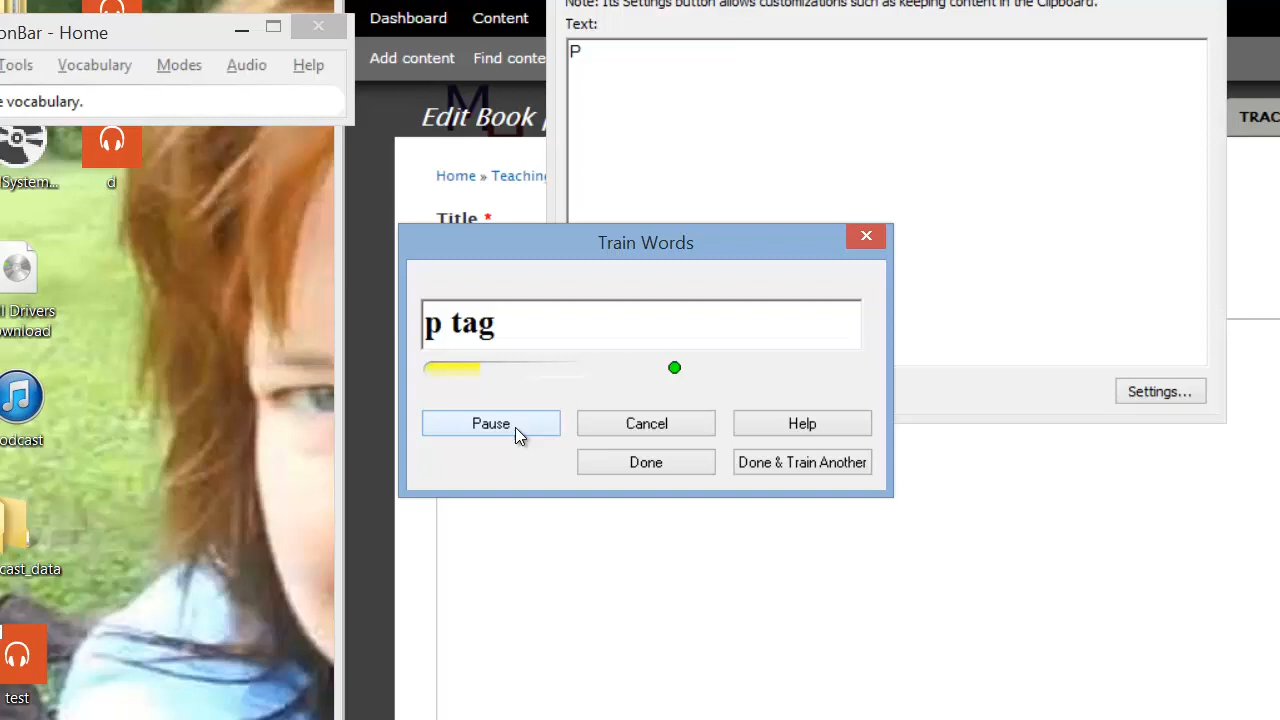 onBar - Home
Tools
Vocabulary
Modes
Audio
Help
e vocabulary.
System...
d
l Drivers
wnload
odcast
cast_data
test
Dashboard
Content
Add content
Find conte
Edit Book
Home » Teaching
Title *
Note: Its Settings button allows customizations such as keeping content in the Clipboard.
Text:
P
TRAC
Settings...
Train Words
p tag
Pause
Cancel
Help
Done
Done & Train Another